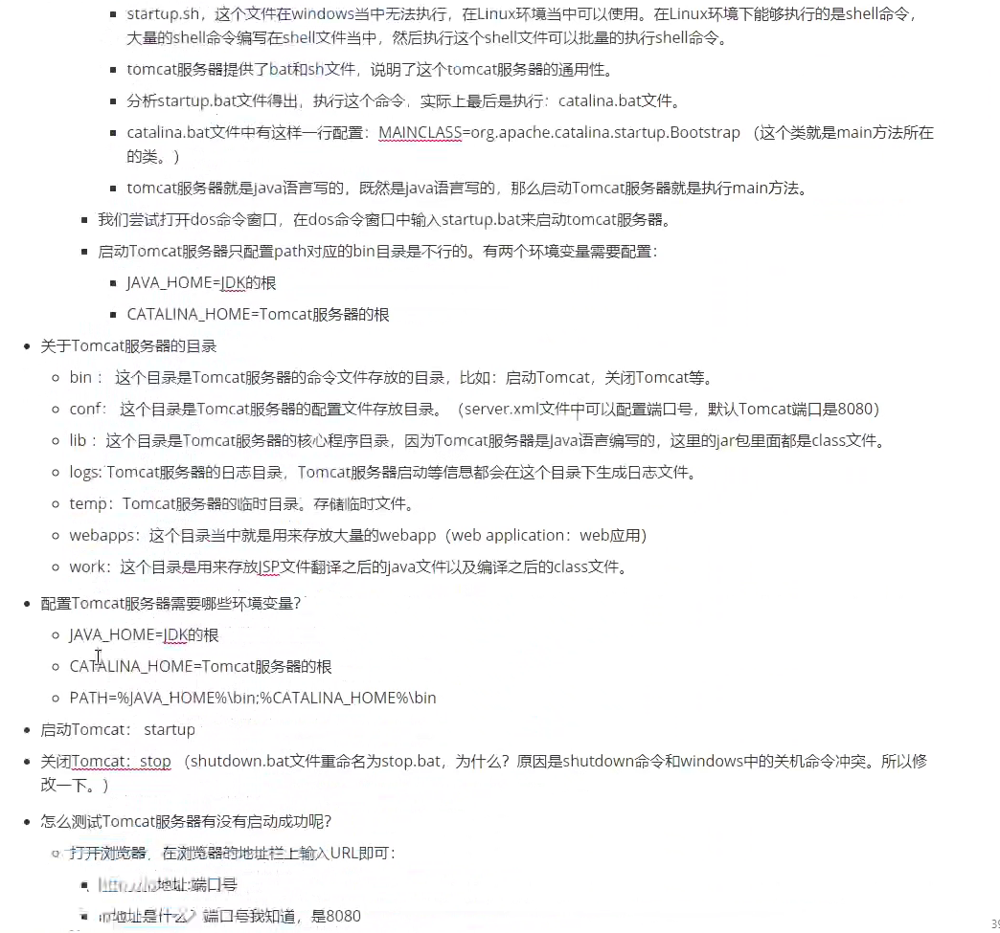 startup.sh，这个文件在windows当中无法执行，在Linux环境当中可以使用。在Linux环境下能够执行的是shell命令，
大量的shell命令编写在shell文件当中，然后执行这个shell文件可以批量的执行shell命令。
tomcat服务器提供了bat和sh文件，说明了这个tomcat服务器的通用性。
分析startup.bat文件得出，执行这个命令，实际上最后是执行：catalina.bat文件。
catalina.bat文件中有这样一行配置：MAINCLASS=org.apache.catalina.startup.Bootstrap （这个类就是main方法所在
的类。）
tomcat服务器就是java语言写的，既然是java语言写的，那么启动Tomcat服务器就是执行main方法。
我们尝试打开dos命令窗口，在dos命令窗口中输入startup.bat来启动tomcat服务器。
启动Tomcat服务器只配置path对应的bin目录是不行的。有两个环境变量需要配置：
JAVA_HOME=JDK的根
CATALINA_HOME=Tomcat服务器的根
关于Tomcat服务器的目录
bin： 这个目录是Tomcat服务器的命令文件存放的目录，比如：启动Tomcat，关闭Tomcat等。
conf： 这个目录是Tomcat服务器的配置文件存放目录。（server.xml文件中可以配置端口号，默认Tomcat端口是8080）
lib：这个目录是Tomcat服务器的核心程序目录，因为Tomcat服务器是Java语言编写的，这里的jar包里面都是class文件。
logs: Tomcat服务器的日志目录，Tomcat服务器启动等信息都会在这个目录下生成日志文件。
temp：Tomcat服务器的临时目录。存储临时文件。
webapps：这个目录当中就是用来存放大量的webapp（web application：web应用）
work：这个目录是用来存放JSP文件翻译之后的java文件以及编译之后的class文件。
配置Tomcat服务器需要哪些环境变量？
JAVA_HOME=JDK的根
CATALINA_HOME=Tomcat服务器的根
PATH=%JAVA_HOME%\bin;%CATALINA_HOME%\bin
启动Tomcat： startup
关闭Tomcat：stop （shutdown.bat文件重命名为stop.bat，为什么？原因是shutdown命令和windows中的关机命令冲突。所以修
改一下。）
怎么测试Tomcat服务器有没有启动成功呢？
打开浏览器，在浏览器的地址栏上输入URL即可：
地址:端口号
地址是什么？端口号我知道，是8080